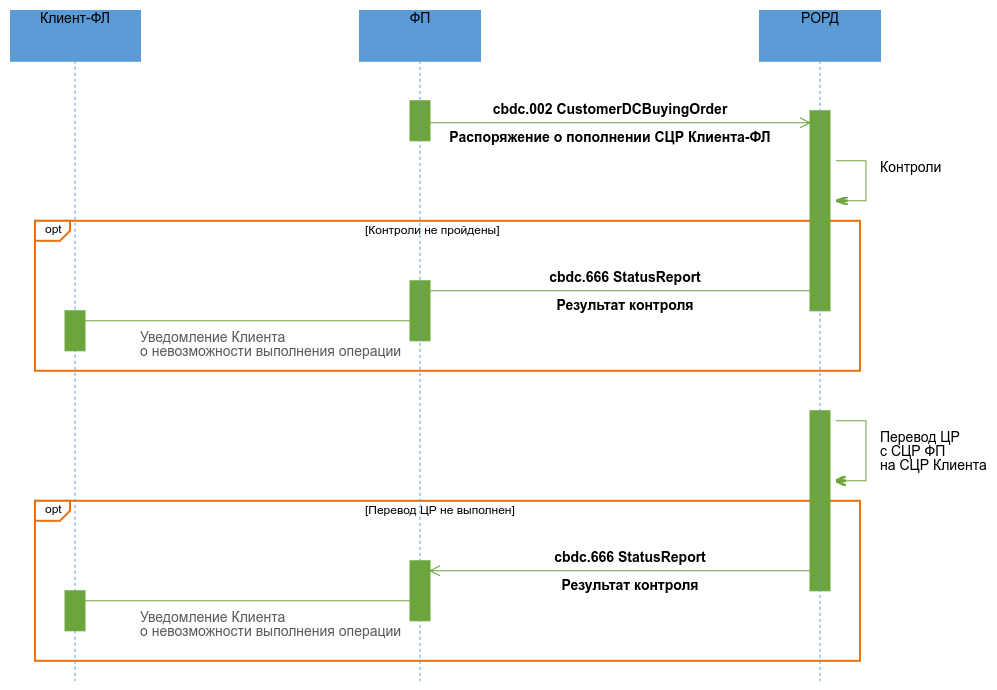 Клиент-ФЛ
ФП
РОРД
cbdc.002 CustomerDCBuyingOrder
Распоряжение о пополнении СЦР Клиента-ФЛ
Контроли
opt
[Контроли не пройдены]
cbdc.666 StatusReport
Результат контроля
Уведомление Клиента
о невозможности выполнения операции
Перевод ЦР
с СЦР ФП
на СЦР Клиента
opt
[Перевод ЦР не выполнен]
cbdc.666 StatusReport
Результат контроля
Уведомление Клиента
о невозможности выполнения операции